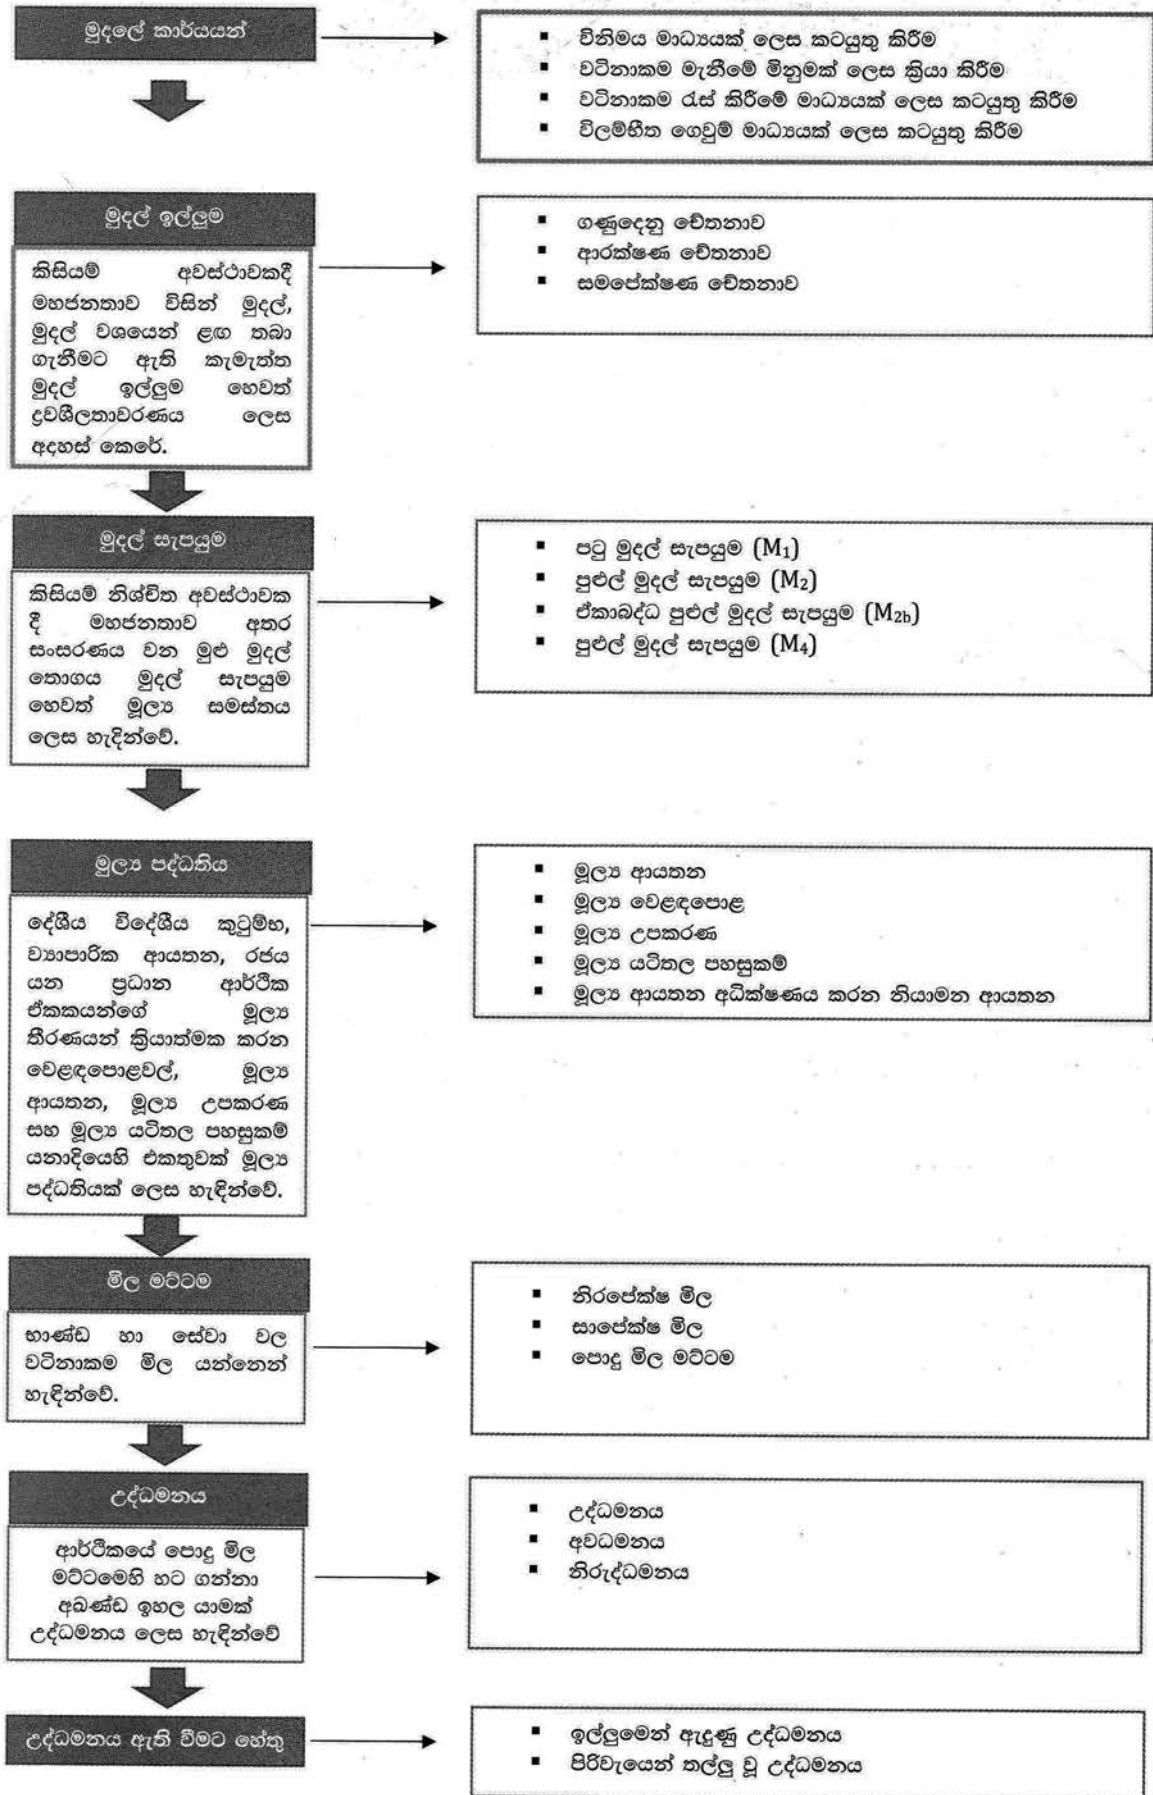 මුදලේ කාර්යයන්
▪ විනිමය මාධ්‍යයක් ලෙස කටයුතු කිරීම
▪ වටිනාකම මැනීමේ මිනුමක් ලෙස ක්‍රියා කිරීම
▪ වටිනාකම රැස් කිරීමේ මාධ්‍යයක් ලෙස කටයුතු කිරීම
▪ විලම්භීත ගෙවුම් මාධ්‍යයක් ලෙස කටයුතු කිරීම
මුදල් ඉල්ලුම
කිසියම් අවස්ථාවකදී
මහජනතාව විසින් මුදල්,
මුදල් වශයෙන් ළඟ තබා
ගැනීමට ඇති කැමැත්ත
මුදල් ඉල්ලුම හෙවත්
ද්‍රවශීලතාවරණය ලෙස
අදහස් කෙරේ.
▪ ගණුදෙනු චේතනාව
▪ ආරක්ෂණ චේතනාව
▪ සමපේක්ෂණ චේතනාව
මුදල් සැපයුම
කිසියම් නිශ්චිත අවස්ථාවක
දී මහජනතාව අතර
සංසරණය වන මුළු මුදල්
තොගය මුදල් සැපයුම
හෙවත් මූල්‍ය සමස්තය
ලෙස හැදින්වේ.
▪ පටු මුදල් සැපයුම (M₁)
▪ පුළුල් මුදල් සැපයුම (M₂)
▪ ඒකාබද්ධ පුළුල් මුදල් සැපයුම (M₂b)
▪ පුළුල් මුදල් සැපයුම (M₄)
මූල්‍ය පද්ධතිය
දේශීය විදේශීය කුටුම්භ,
ව්‍යාපාරික ආයතන, රජය
යන ප්‍රධාන ආර්ථික
ඒකකයන්ගේ මූල්‍ය
තීරණයන් ක්‍රියාත්මක කරන
වෙළඳපොළවල්, මූල්‍ය
ආයතන, මූල්‍ය උපකරණ
සහ මූල්‍ය යටිතල පහසුකම්
යනාදියෙහි එකතුවක් මූල්‍ය
පද්ධතියක් ලෙස හැඳින්වේ.
▪ මූල්‍ය ආයතන
▪ මූල්‍ය වෙළඳපොළ
▪ මූල්‍ය උපකරණ
▪ මූල්‍ය යටිතල පහසුකම්
▪ මූල්‍ය ආයතන අධික්ෂණය කරන නියාමන ආයතන
මිල මට්ටම
භාණ්ඩ හා සේවා වල
වටිනාකම මිල යන්නෙන්
හැඳින්වේ.
▪ නිරපේක්ෂ මිල
▪ සාපේක්ෂ මිල
▪ පොදු මිල මට්ටම
උද්ධමනය
ආර්ථිකයේ පොදු මිල
මට්ටමෙහි හට ගන්නා
අඛණ්ඩ ඉහල යාමක්
උද්ධමනය ලෙස හැඳින්වේ
▪ උද්ධමනය
▪ අවධමනය
▪ නිරුද්ධමනය
උද්ධමනය ඇති වීමට හේතු
▪ ඉල්ලුමෙන් ඇදුණු උද්ධමනය
▪ පිරිවැයෙන් තල්ලු වූ උද්ධමනය